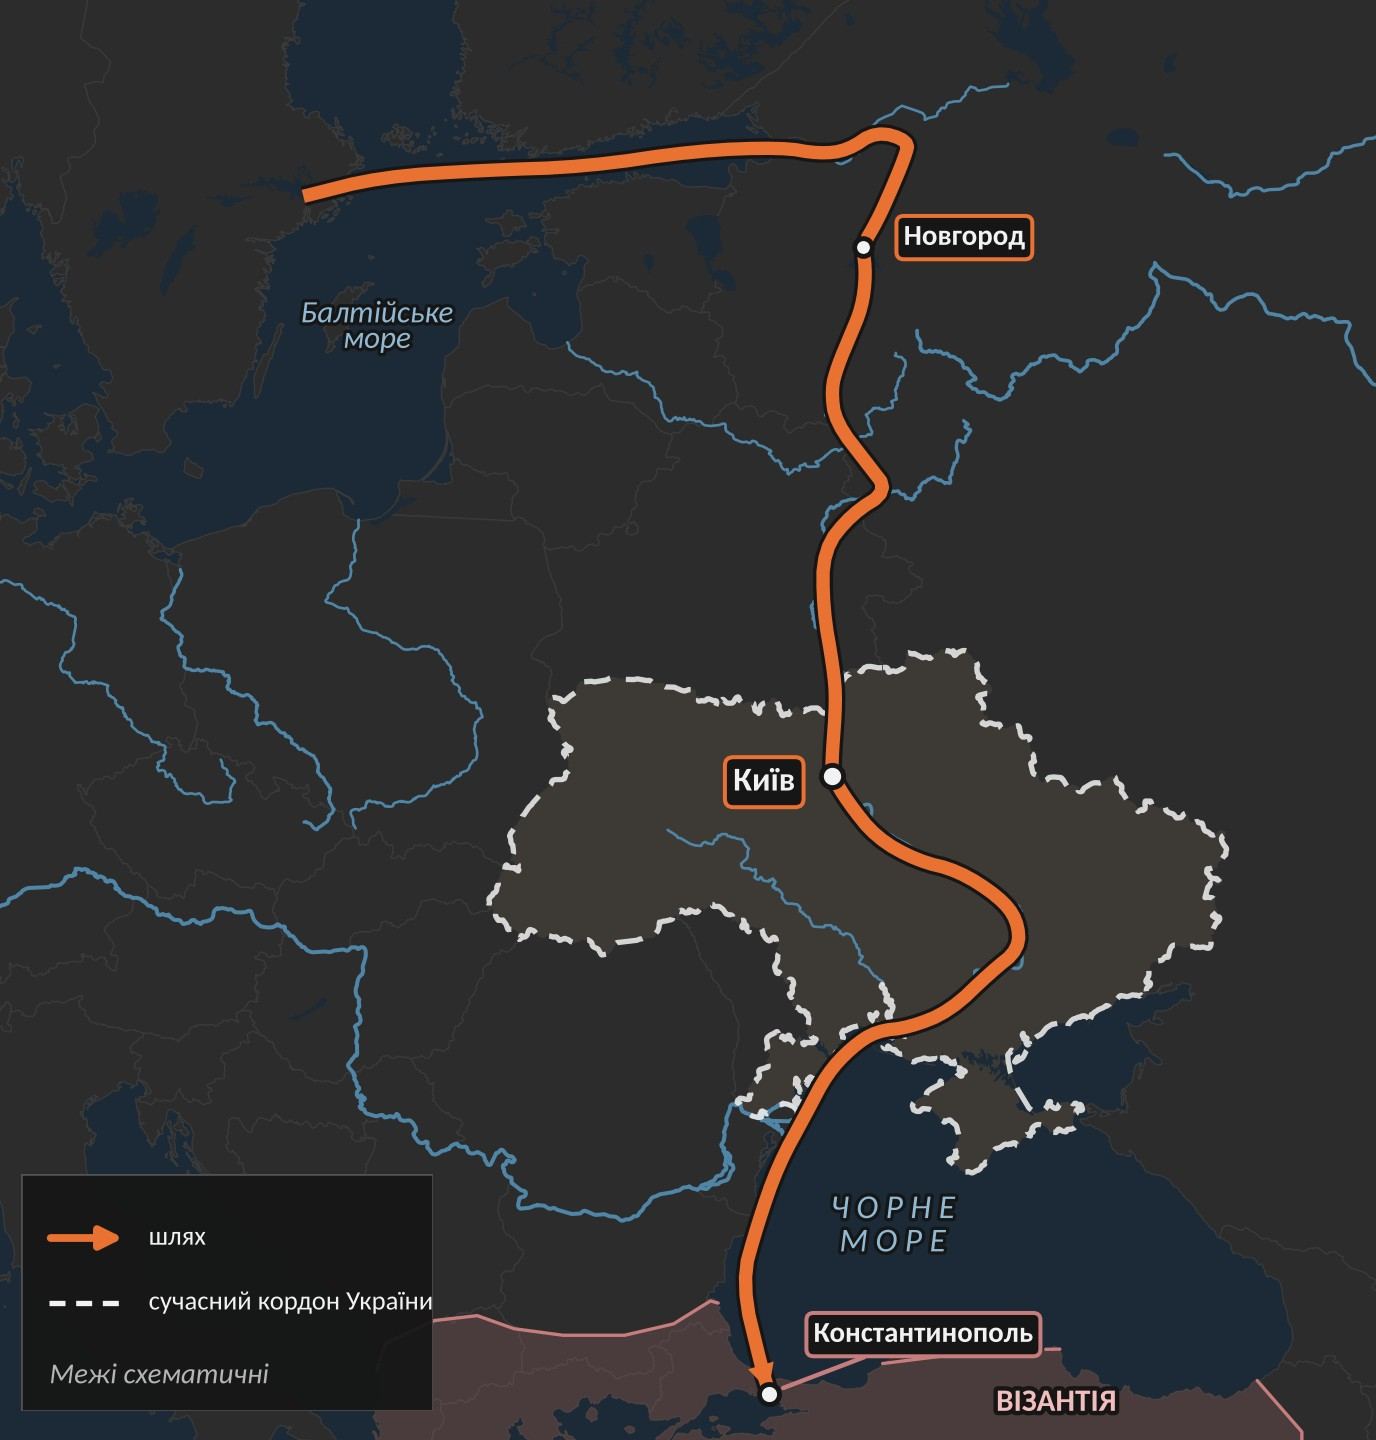 Новгород
Балтійське
море
Київ
ЧОРНЕ
МОРЕ
шлях
сучасний кордон України
Константинополь
Межі схематичні
ВІЗАНТІЯ